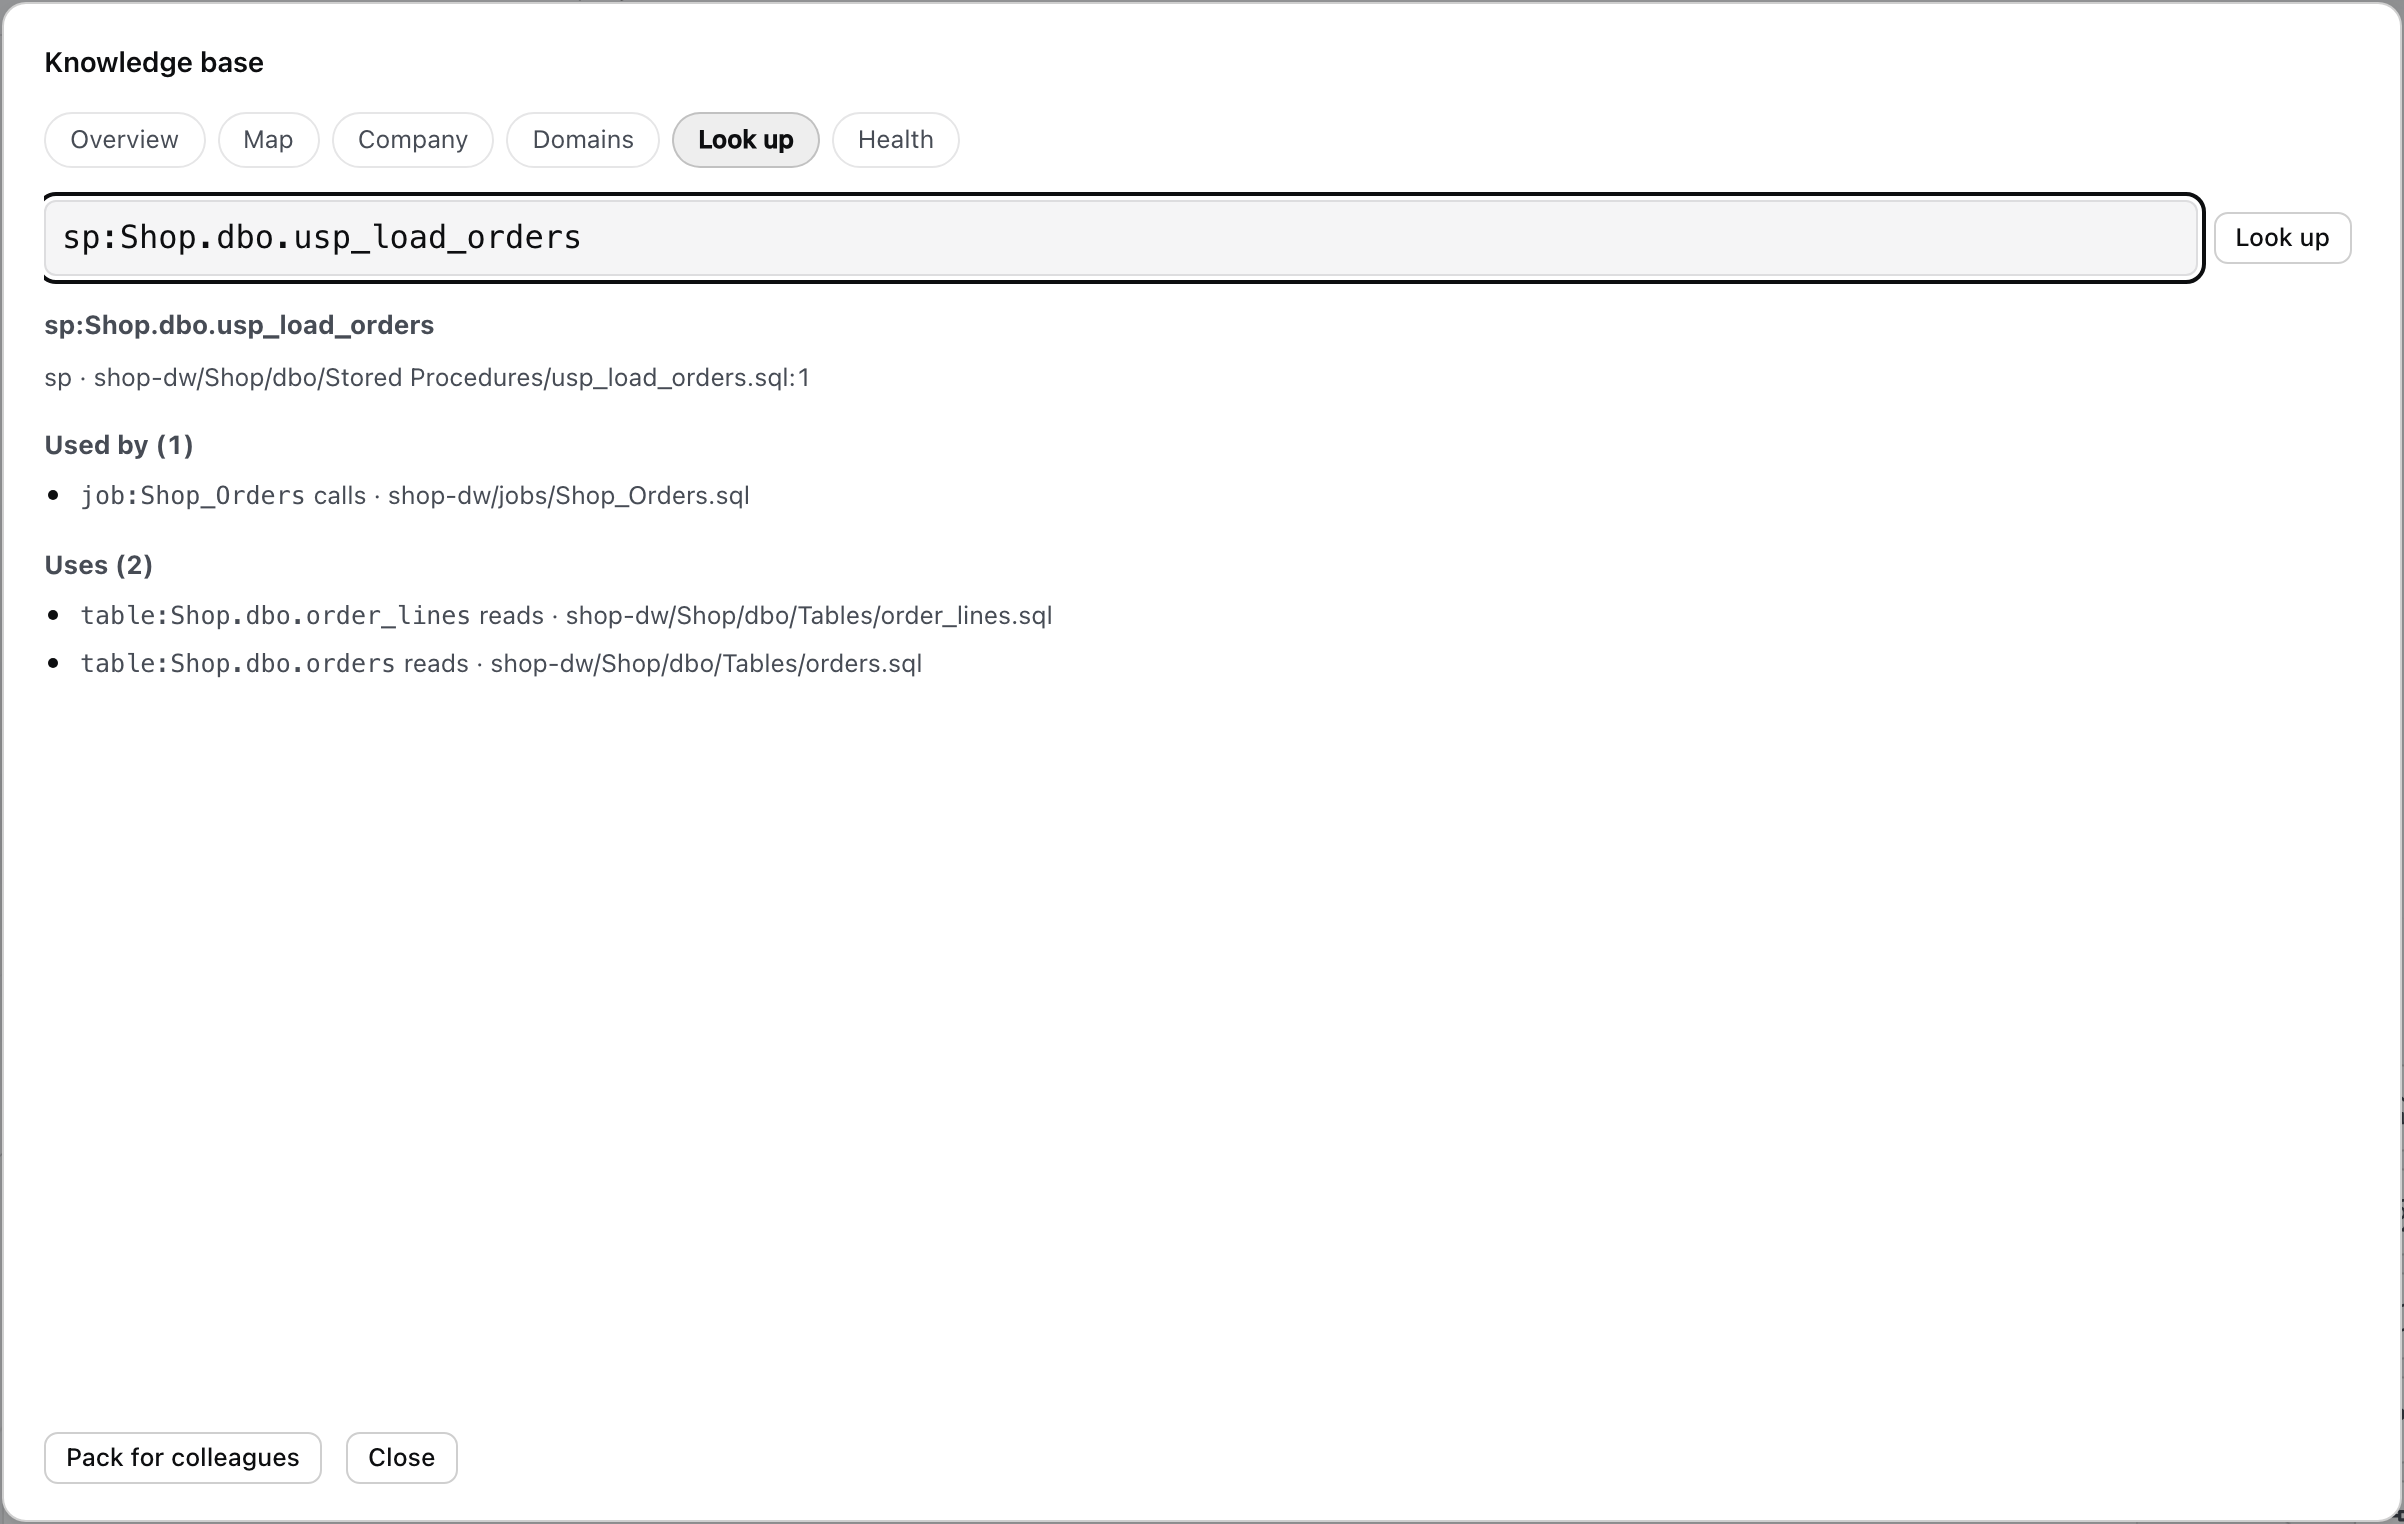 Knowledge base
Overview Map Company Domains Look up Health
sp:Shop.dbo.usp_load_orders Look up
sp:Shop.dbo.usp_load_orders
sp · shop-dw/Shop/dbo/Stored Procedures/usp_load_orders.sql:1
Used by (1)
• job:Shop_Orders calls · shop-dw/jobs/Shop_Orders.sql
Uses (2)
• table:Shop.dbo.order_lines reads · shop-dw/Shop/dbo/Tables/order_lines.sql
• table:Shop.dbo.orders reads · shop-dw/Shop/dbo/Tables/orders.sql
Pack for colleagues Close